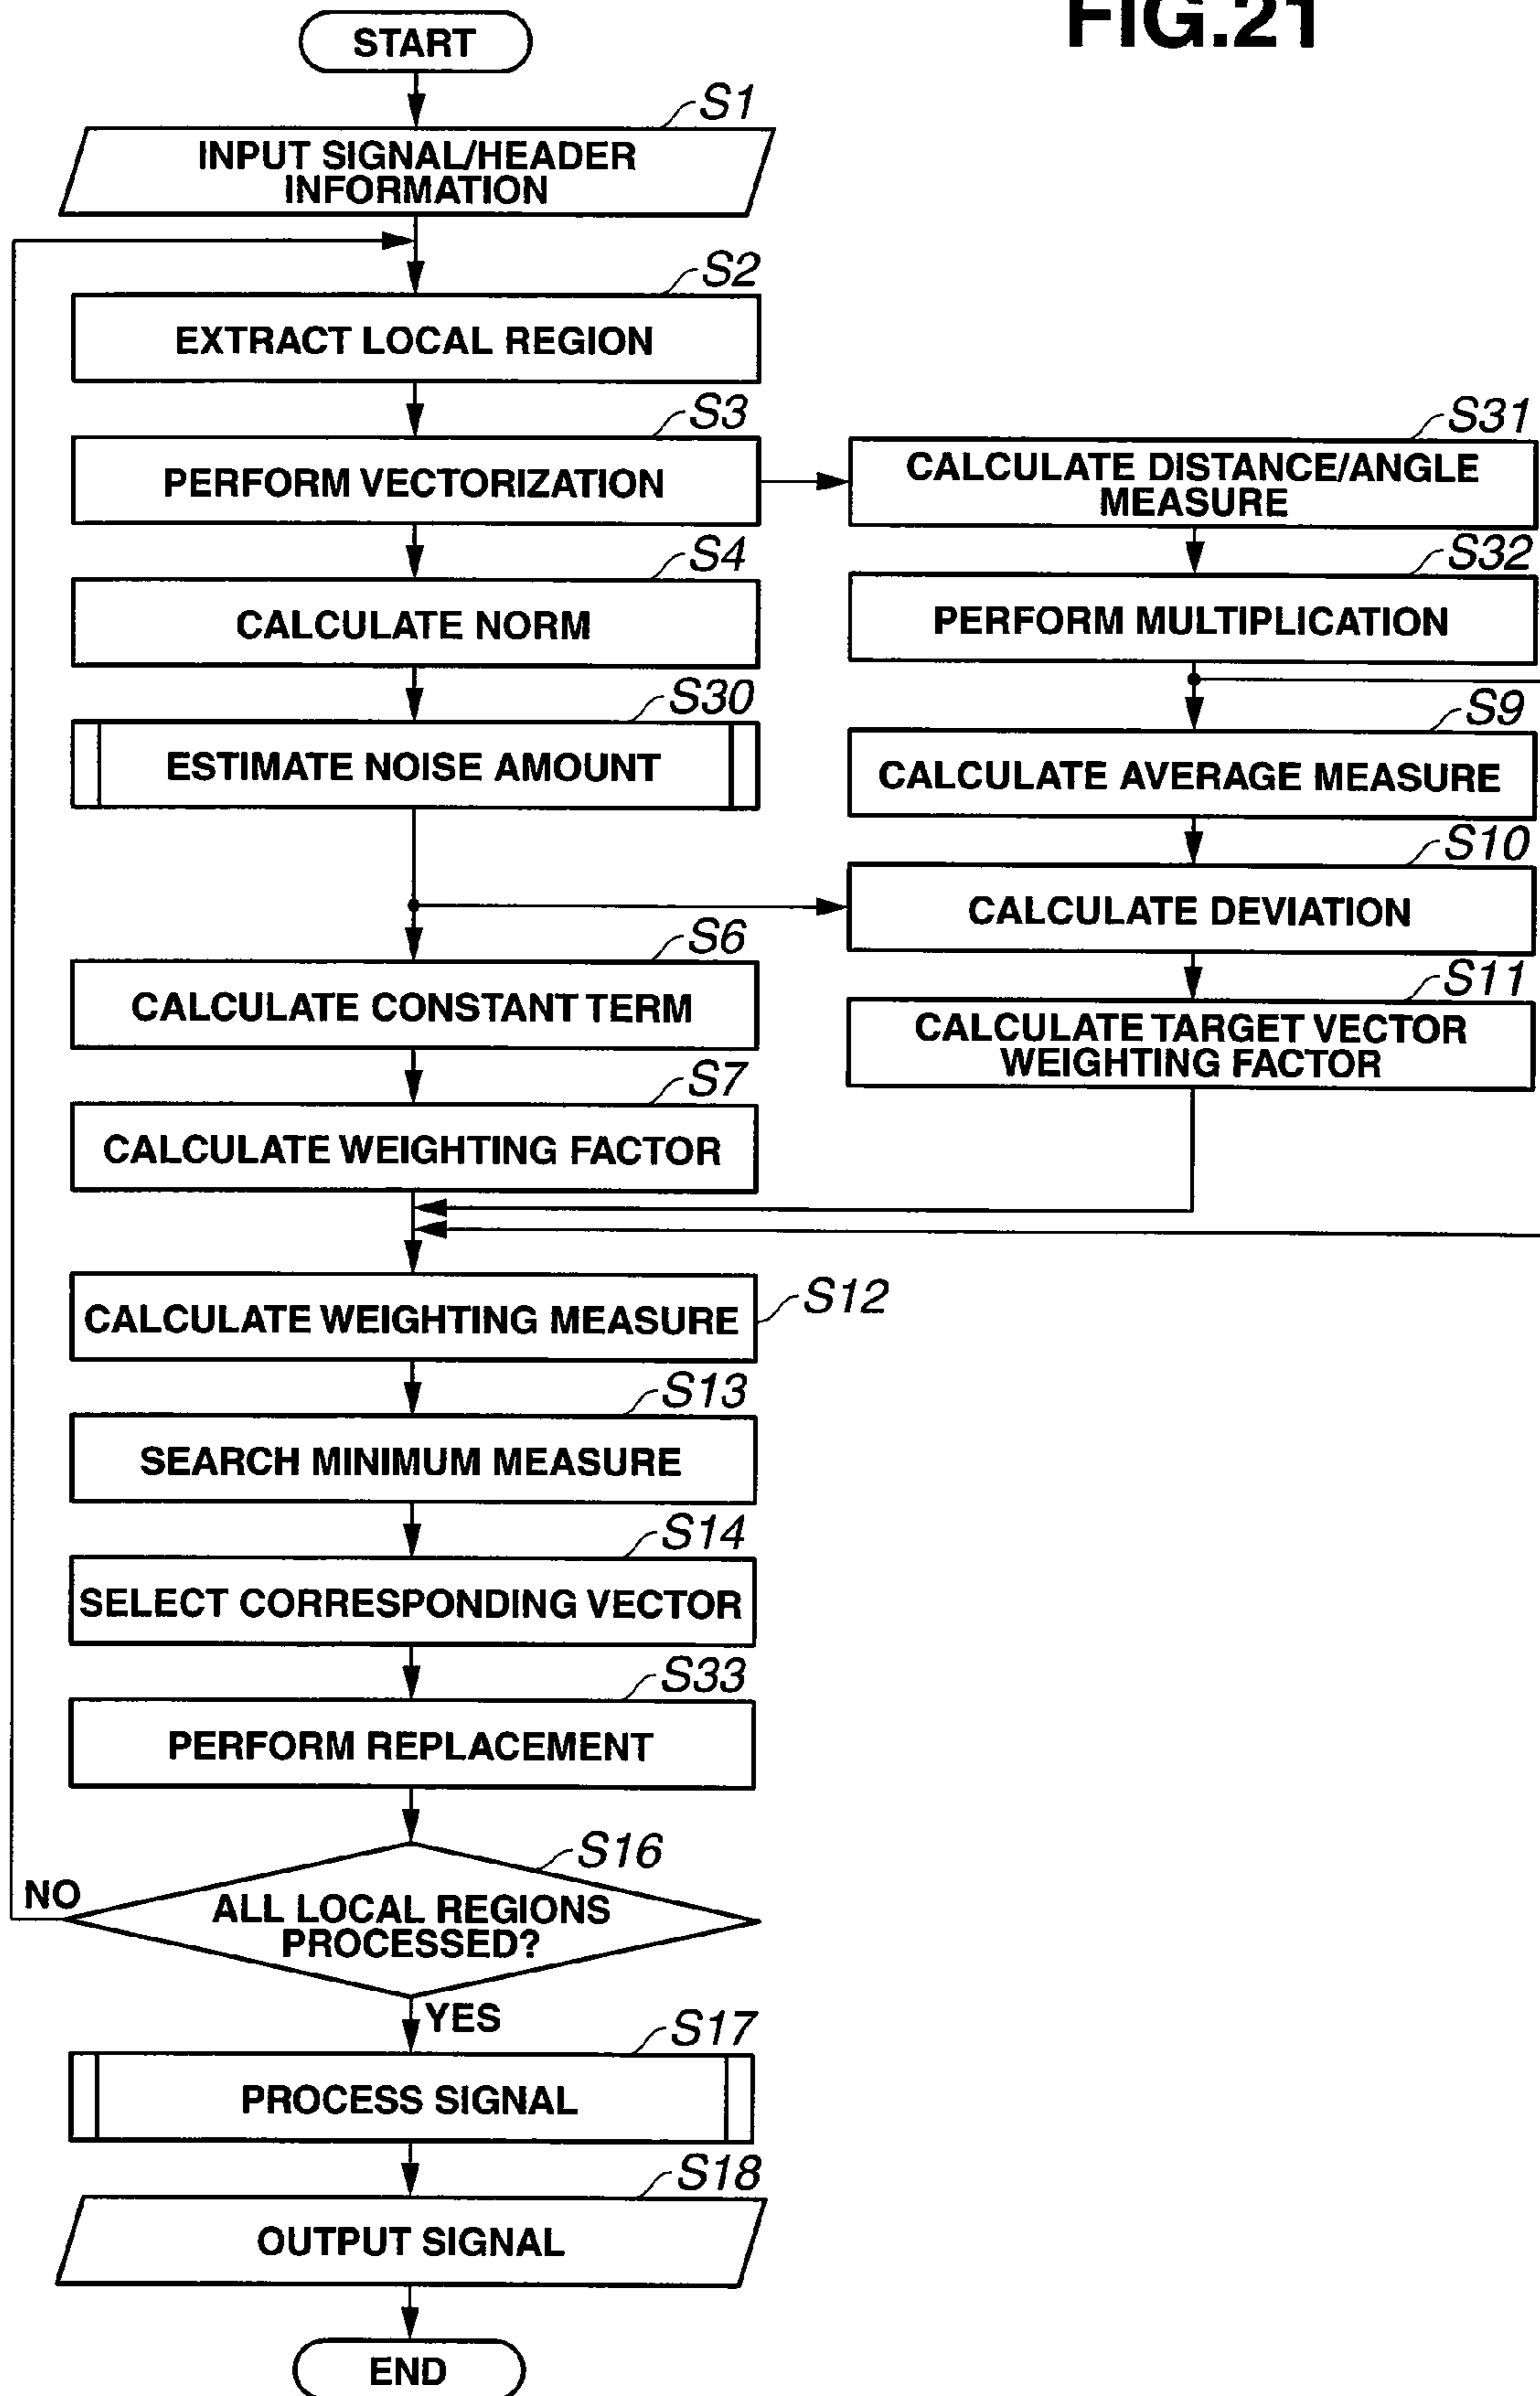 FIG.21
START
S1
INPUT SIGNAL/HEADER
INFORMATION
S2
EXTRACT LOCAL REGION
S3
PERFORM VECTORIZATION
S31
CALCULATE DISTANCE/ANGLE
MEASURE
S4
CALCULATE NORM
S32
PERFORM MULTIPLICATION
S30
ESTIMATE NOISE AMOUNT
S9
CALCULATE AVERAGE MEASURE
S10
CALCULATE DEVIATION
S6
CALCULATE CONSTANT TERM
S11
CALCULATE TARGET VECTOR
WEIGHTING FACTOR
S7
CALCULATE WEIGHTING FACTOR
S12
CALCULATE WEIGHTING MEASURE
S13
SEARCH MINIMUM MEASURE
S14
SELECT CORRESPONDING VECTOR
S33
PERFORM REPLACEMENT
S16
NO
ALL LOCAL REGIONS
PROCESSED?
YES
S17
PROCESS SIGNAL
S18
OUTPUT SIGNAL
END